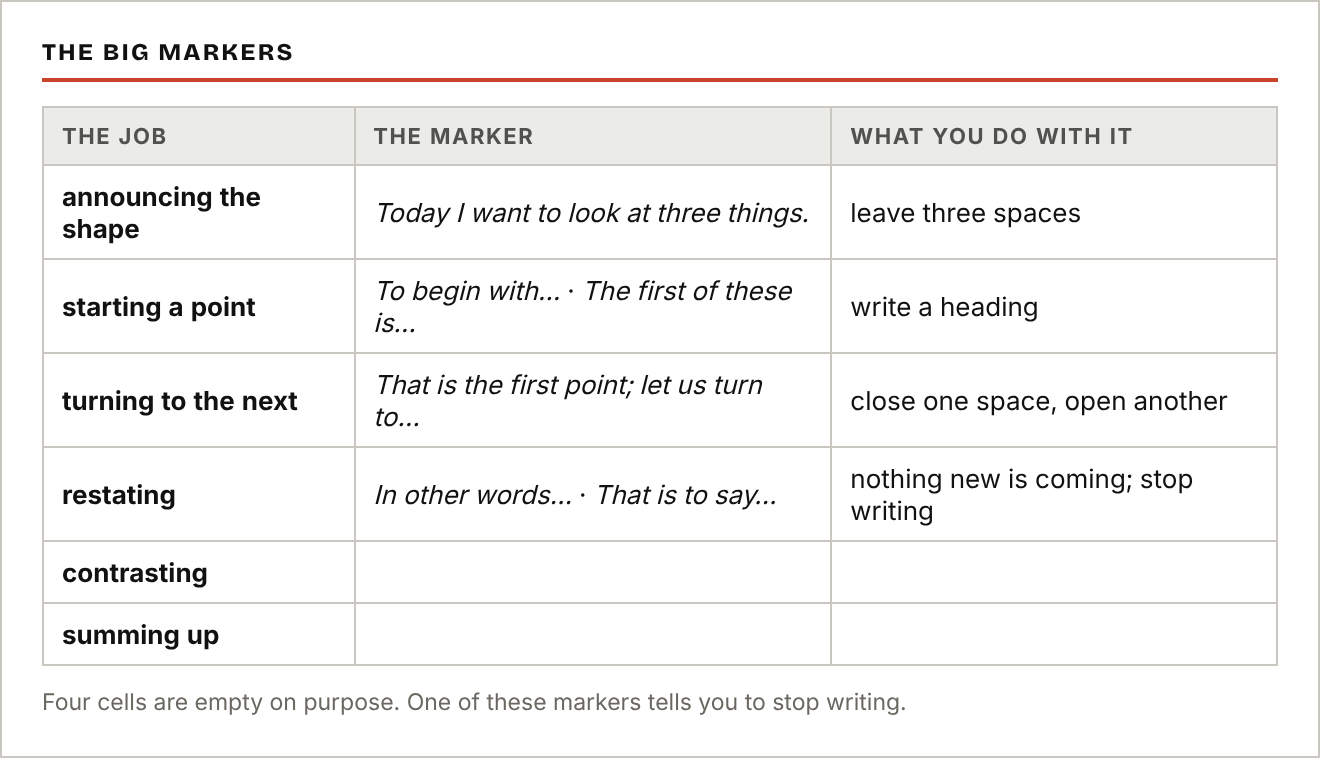 THE BIG MARKERS
THE JOB
THE MARKER
WHAT YOU DO WITH IT
announcing the
shape
Today I want to look at three things.
leave three spaces
starting a point
To begin with… · The first of these
is…
write a heading
turning to the next
That is the first point; let us turn
to…
close one space, open another
restating
In other words… · That is to say…
nothing new is coming; stop
writing
contrasting
summing up
Four cells are empty on purpose. One of these markers tells you to stop writing.